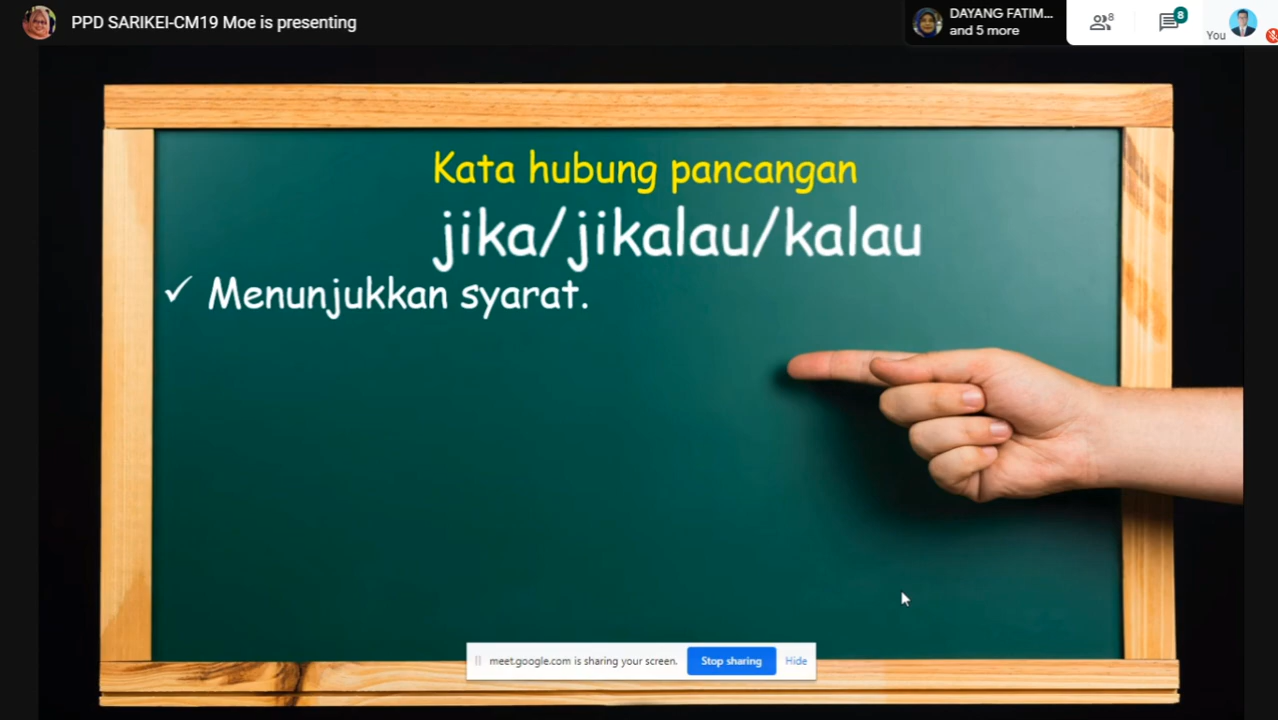 PPD SARIKEI-CM19 Moe is presenting
DAYANG FATIM...
and 5 more
8
8
You
Kata hubung pancangan
jika/jikalau/kalau
✓ Menunjukkan syarat.
meet.google.com is sharing your screen.
Stop sharing
Hide